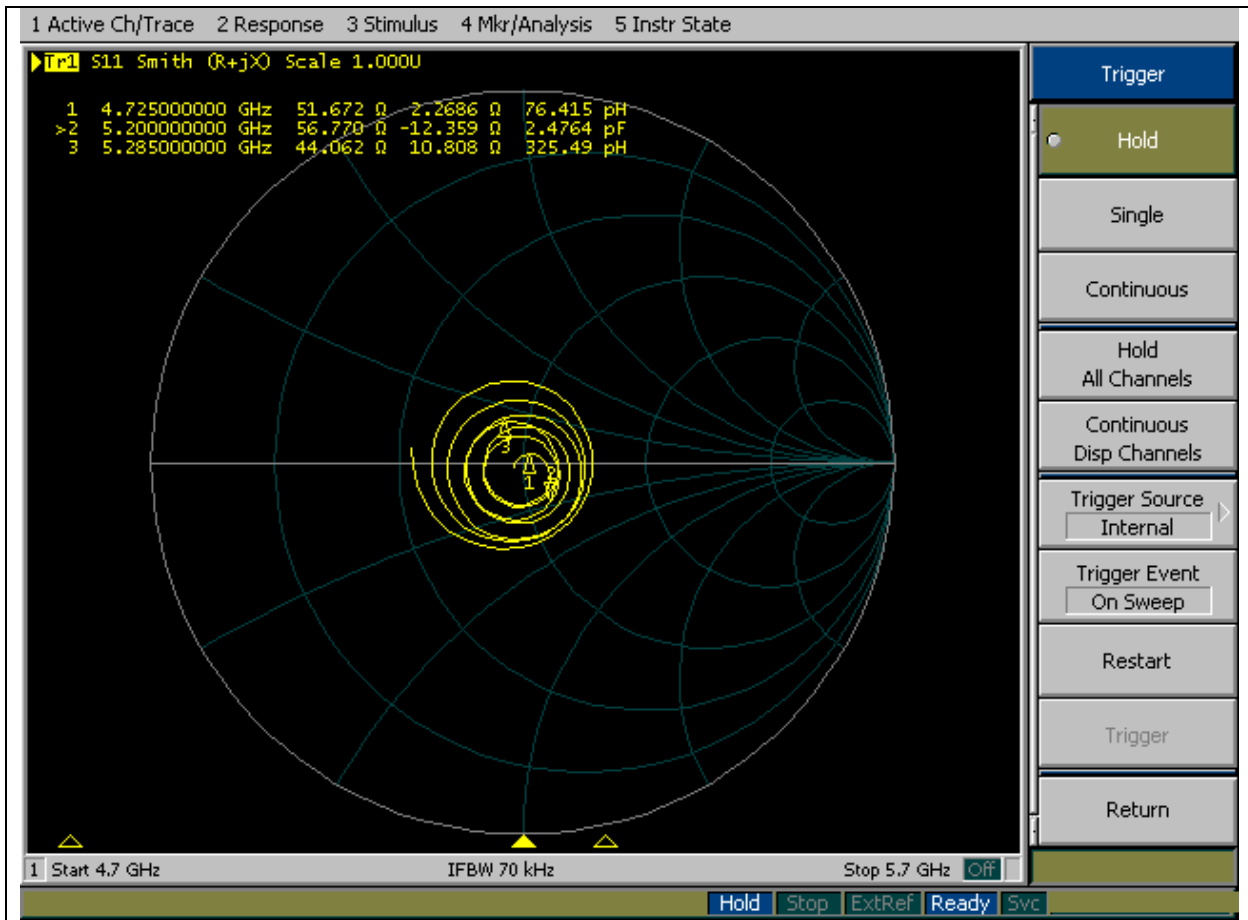 1 Active Ch/Trace 2 Response 3 Stimulus 4 Mkr/Analysis 5 Instr State
Tr1 S11 Smith (R+jX) Scale 1.000U
1 4.725000000 GHz 51.672 Ω 2.2686 Ω 76.415 pH
>2 5.200000000 GHz 56.770 Ω -12.359 Ω 2.4764 pF
3 5.285000000 GHz 44.062 Ω 10.808 Ω 325.49 pH
3
2
1
1 Start 4.7 GHz IFBW 70 kHz Stop 5.7 GHz Off
Trigger
Hold
Single
Continuous
Hold
All Channels
Continuous
Disp Channels
Trigger Source
Internal
Trigger Event
On Sweep
Restart
Trigger
Return
Hold Stop ExtRef Ready Svc